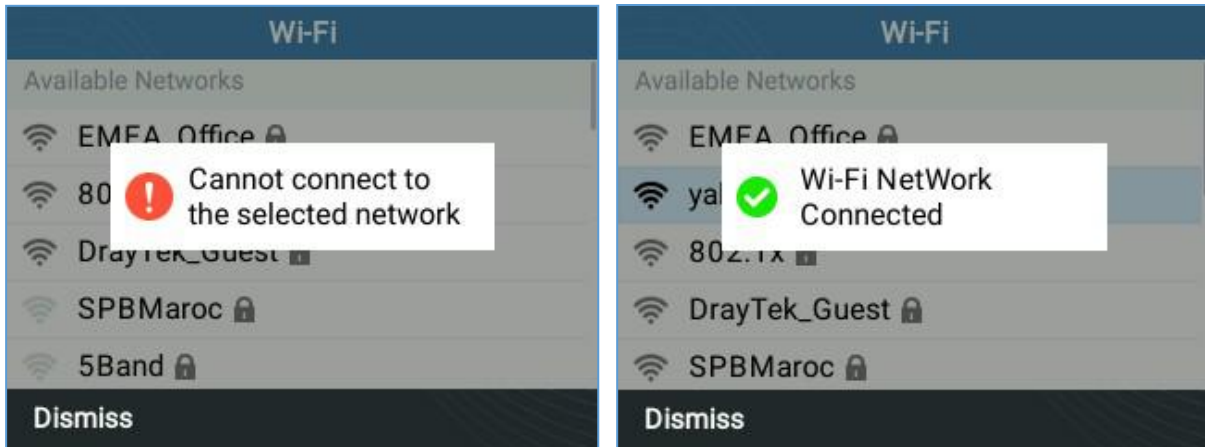 Wi-Fi
Available Networks
EMEA_Office
80
Cannot connect to
the selected network
DrayTek_Guest
SPBMaroc
5Band
Dismiss
Wi-Fi
Available Networks
EMEA_Office
yal
Wi-Fi NetWork
Connected
802.1x
DrayTek_Guest
SPBMaroc
Dismiss